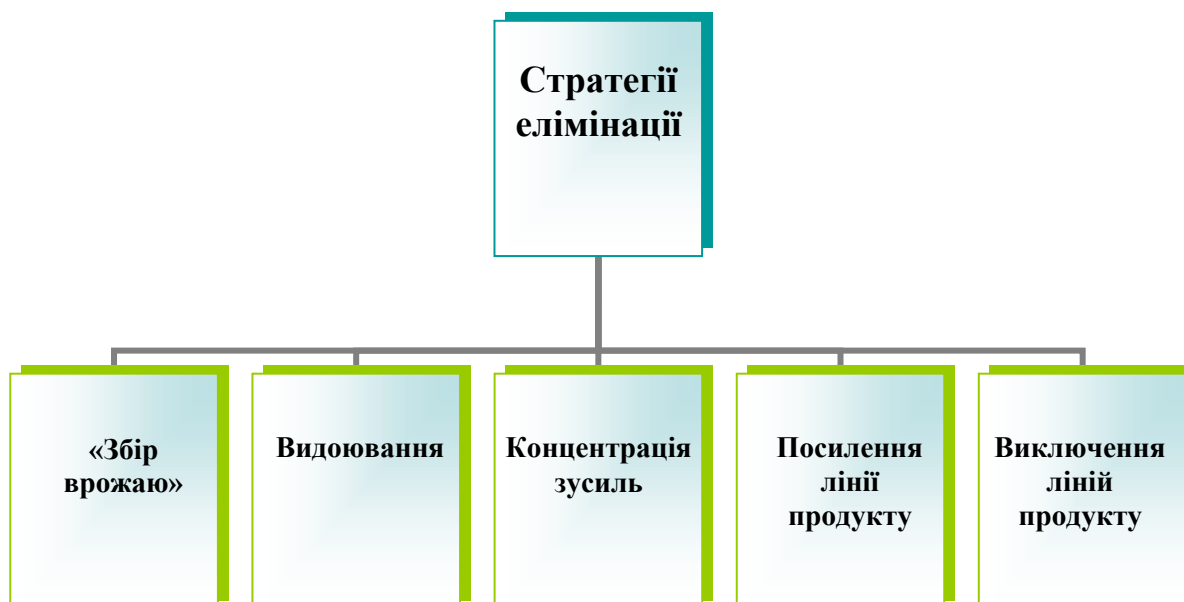 Стратегії
елімінації
«Збір
врожаю»
Видоювання
Концентрація
зусиль
Посилення
лінії
продукту
Виключення
ліній
продукту